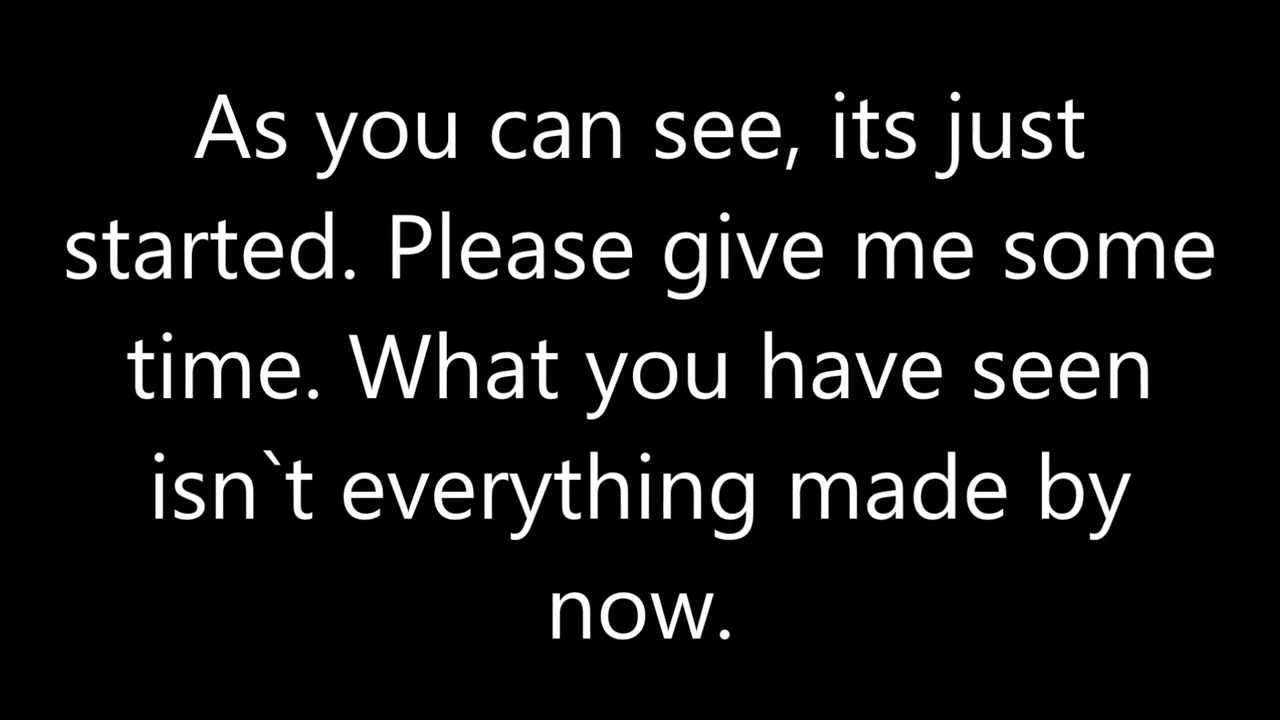 As you can see, its just
started. Please give me some
time. What you have seen
isn`t everything made by
now.